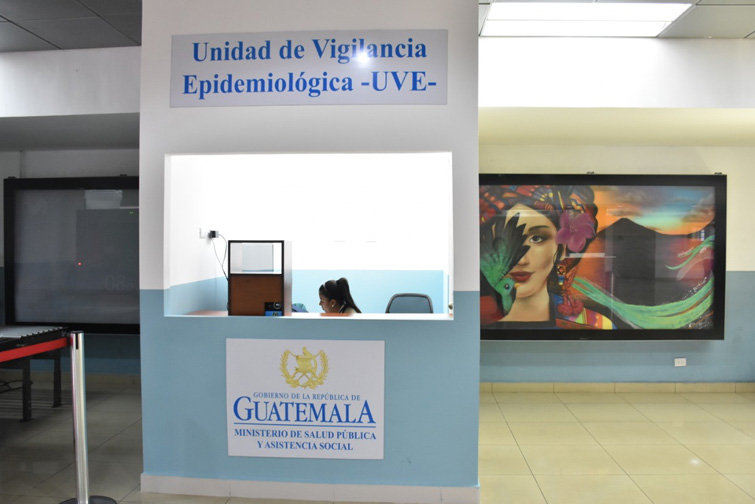 Unidad de Vigilancia
Epidemiológica -UVE-
GOBIERNO DE LA REPÚBLICA DE
GUATEMALA
MINISTERIO DE SALUD PÚBLICA
Y ASISTENCIA SOCIAL